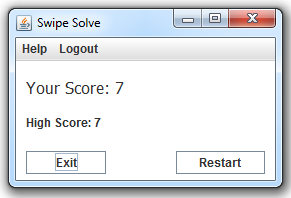 Swipe Solve
Help Logout
Your Score: 7
High Score: 7
Exit Restart